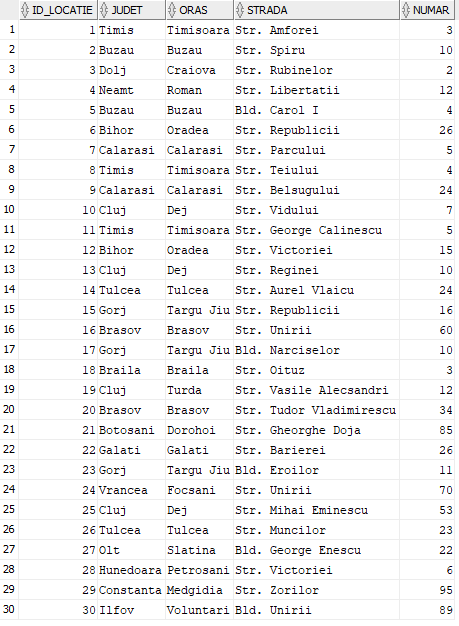 ID_LOCATIE JUDET ORAS STRADA NUMAR
1 1 Timis Timisoara Str. Amforei 3
2 2 Buzau Buzau Str. Spiru 10
3 3 Dolj Craiova Str. Rubinelor 2
4 4 Neamt Roman Str. Libertatii 12
5 5 Buzau Buzau Bld. Carol I 4
6 6 Bihor Oradea Str. Republicii 26
7 7 Calarasi Calarasi Str. Parcului 5
8 8 Timis Timisoara Str. Teiului 4
9 9 Calarasi Calarasi Str. Belsugului 24
10 10 Cluj Dej Str. Vidului 7
11 11 Timis Timisoara Str. George Calinescu 5
12 12 Bihor Oradea Str. Victoriei 15
13 13 Cluj Dej Str. Reginei 10
14 14 Tulcea Tulcea Str. Aurel Vlaicu 24
15 15 Gorj Targu Jiu Str. Republicii 16
16 16 Brasov Brasov Str. Unirii 60
17 17 Gorj Targu Jiu Bld. Narciselor 10
18 18 Braila Braila Str. Oituz 3
19 19 Cluj Turda Str. Vasile Alecsandri 12
20 20 Brasov Brasov Str. Tudor Vladimirescu 34
21 21 Botosani Dorohoi Str. Gheorghe Doja 85
22 22 Galati Galati Str. Barierei 26
23 23 Gorj Targu Jiu Bld. Eroilor 11
24 24 Vrancea Focsani Str. Unirii 70
25 25 Cluj Dej Str. Mihai Eminescu 53
26 26 Tulcea Tulcea Str. Muncilor 23
27 27 Olt Slatina Bld. George Enescu 22
28 28 Hunedoara Petrosani Str. Victoriei 6
29 29 Constanta Medgidia Str. Zorilor 95
30 30 Ilfov Voluntari Bld. Unirii 89